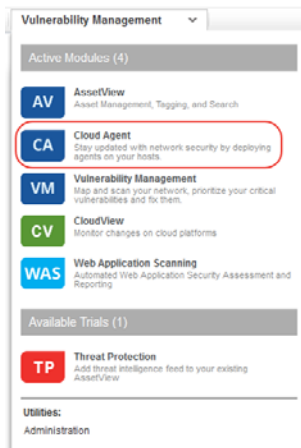 Vulnerability Management
Active Modules (4)
AV
AssetView
Asset Management, Tagging, and Search
CA
Cloud Agent
Stay updated with network security by deploying
agents on your hosts.
VM
Vulnerability Management
Map and scan your network, prioritize your critical
vulnerabilities and fix them.
CV
CloudView
Monitor changes on cloud platforms
WAS
Web Application Scanning
Automated Web Application Security Assessment and
Reporting
Available Trials (1)
TP
Threat Protection
Add threat intelligence feed to your existing
AssetView
Utilities:
Administration